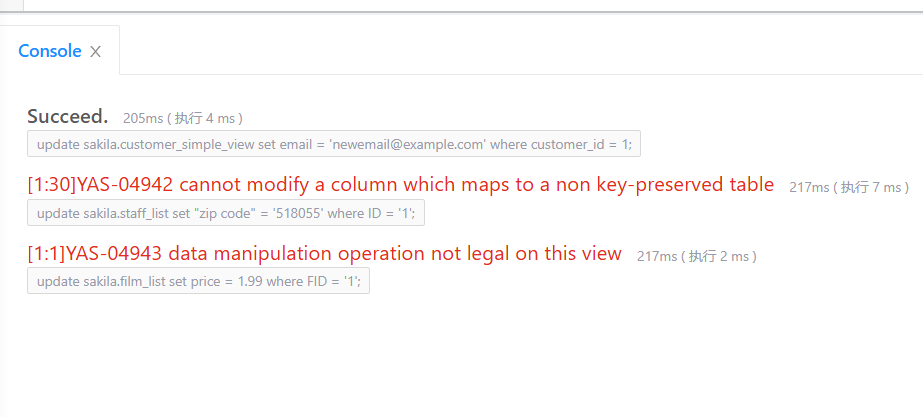 Console ×
Succeed. 205ms ( 执行 4 ms )
update sakila.customer_simple_view set email = 'newemail@example.com' where customer_id = 1;
[1:30]YAS-04942 cannot modify a column which maps to a non key-preserved table 217ms ( 执行 7 ms )
update sakila.staff_list set "zip code" = '518055' where ID = '1';
[1:1]YAS-04943 data manipulation operation not legal on this view 217ms ( 执行 2 ms )
update sakila.film_list set price = 1.99 where FID = '1';